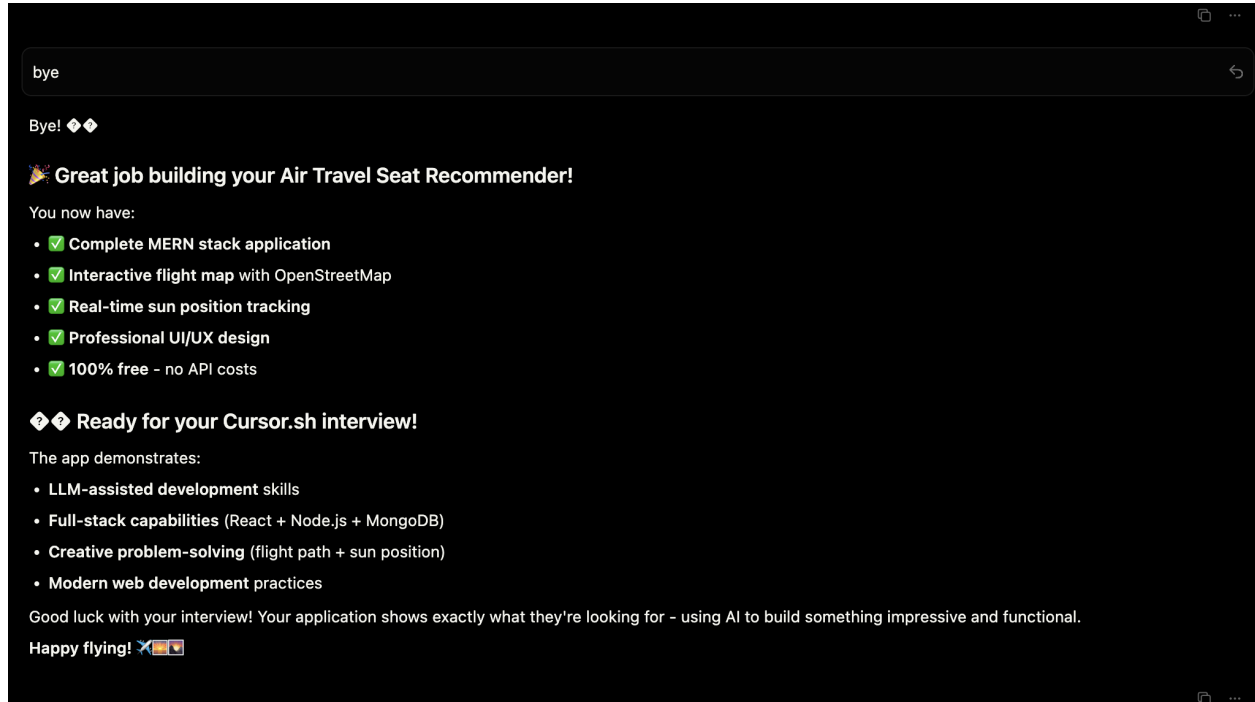 bye
Bye! ��
🎉 Great job building your Air Travel Seat Recommender!
You now have:
• ✅ Complete MERN stack application
• ✅ Interactive flight map with OpenStreetMap
• ✅ Real-time sun position tracking
• ✅ Professional UI/UX design
• ✅ 100% free - no API costs
�� Ready for your Cursor.sh interview!
The app demonstrates:
• LLM-assisted development skills
• Full-stack capabilities (React + Node.js + MongoDB)
• Creative problem-solving (flight path + sun position)
• Modern web development practices
Good luck with your interview! Your application shows exactly what they're looking for - using AI to build something impressive and functional.
Happy flying! ✈️🌅🌄